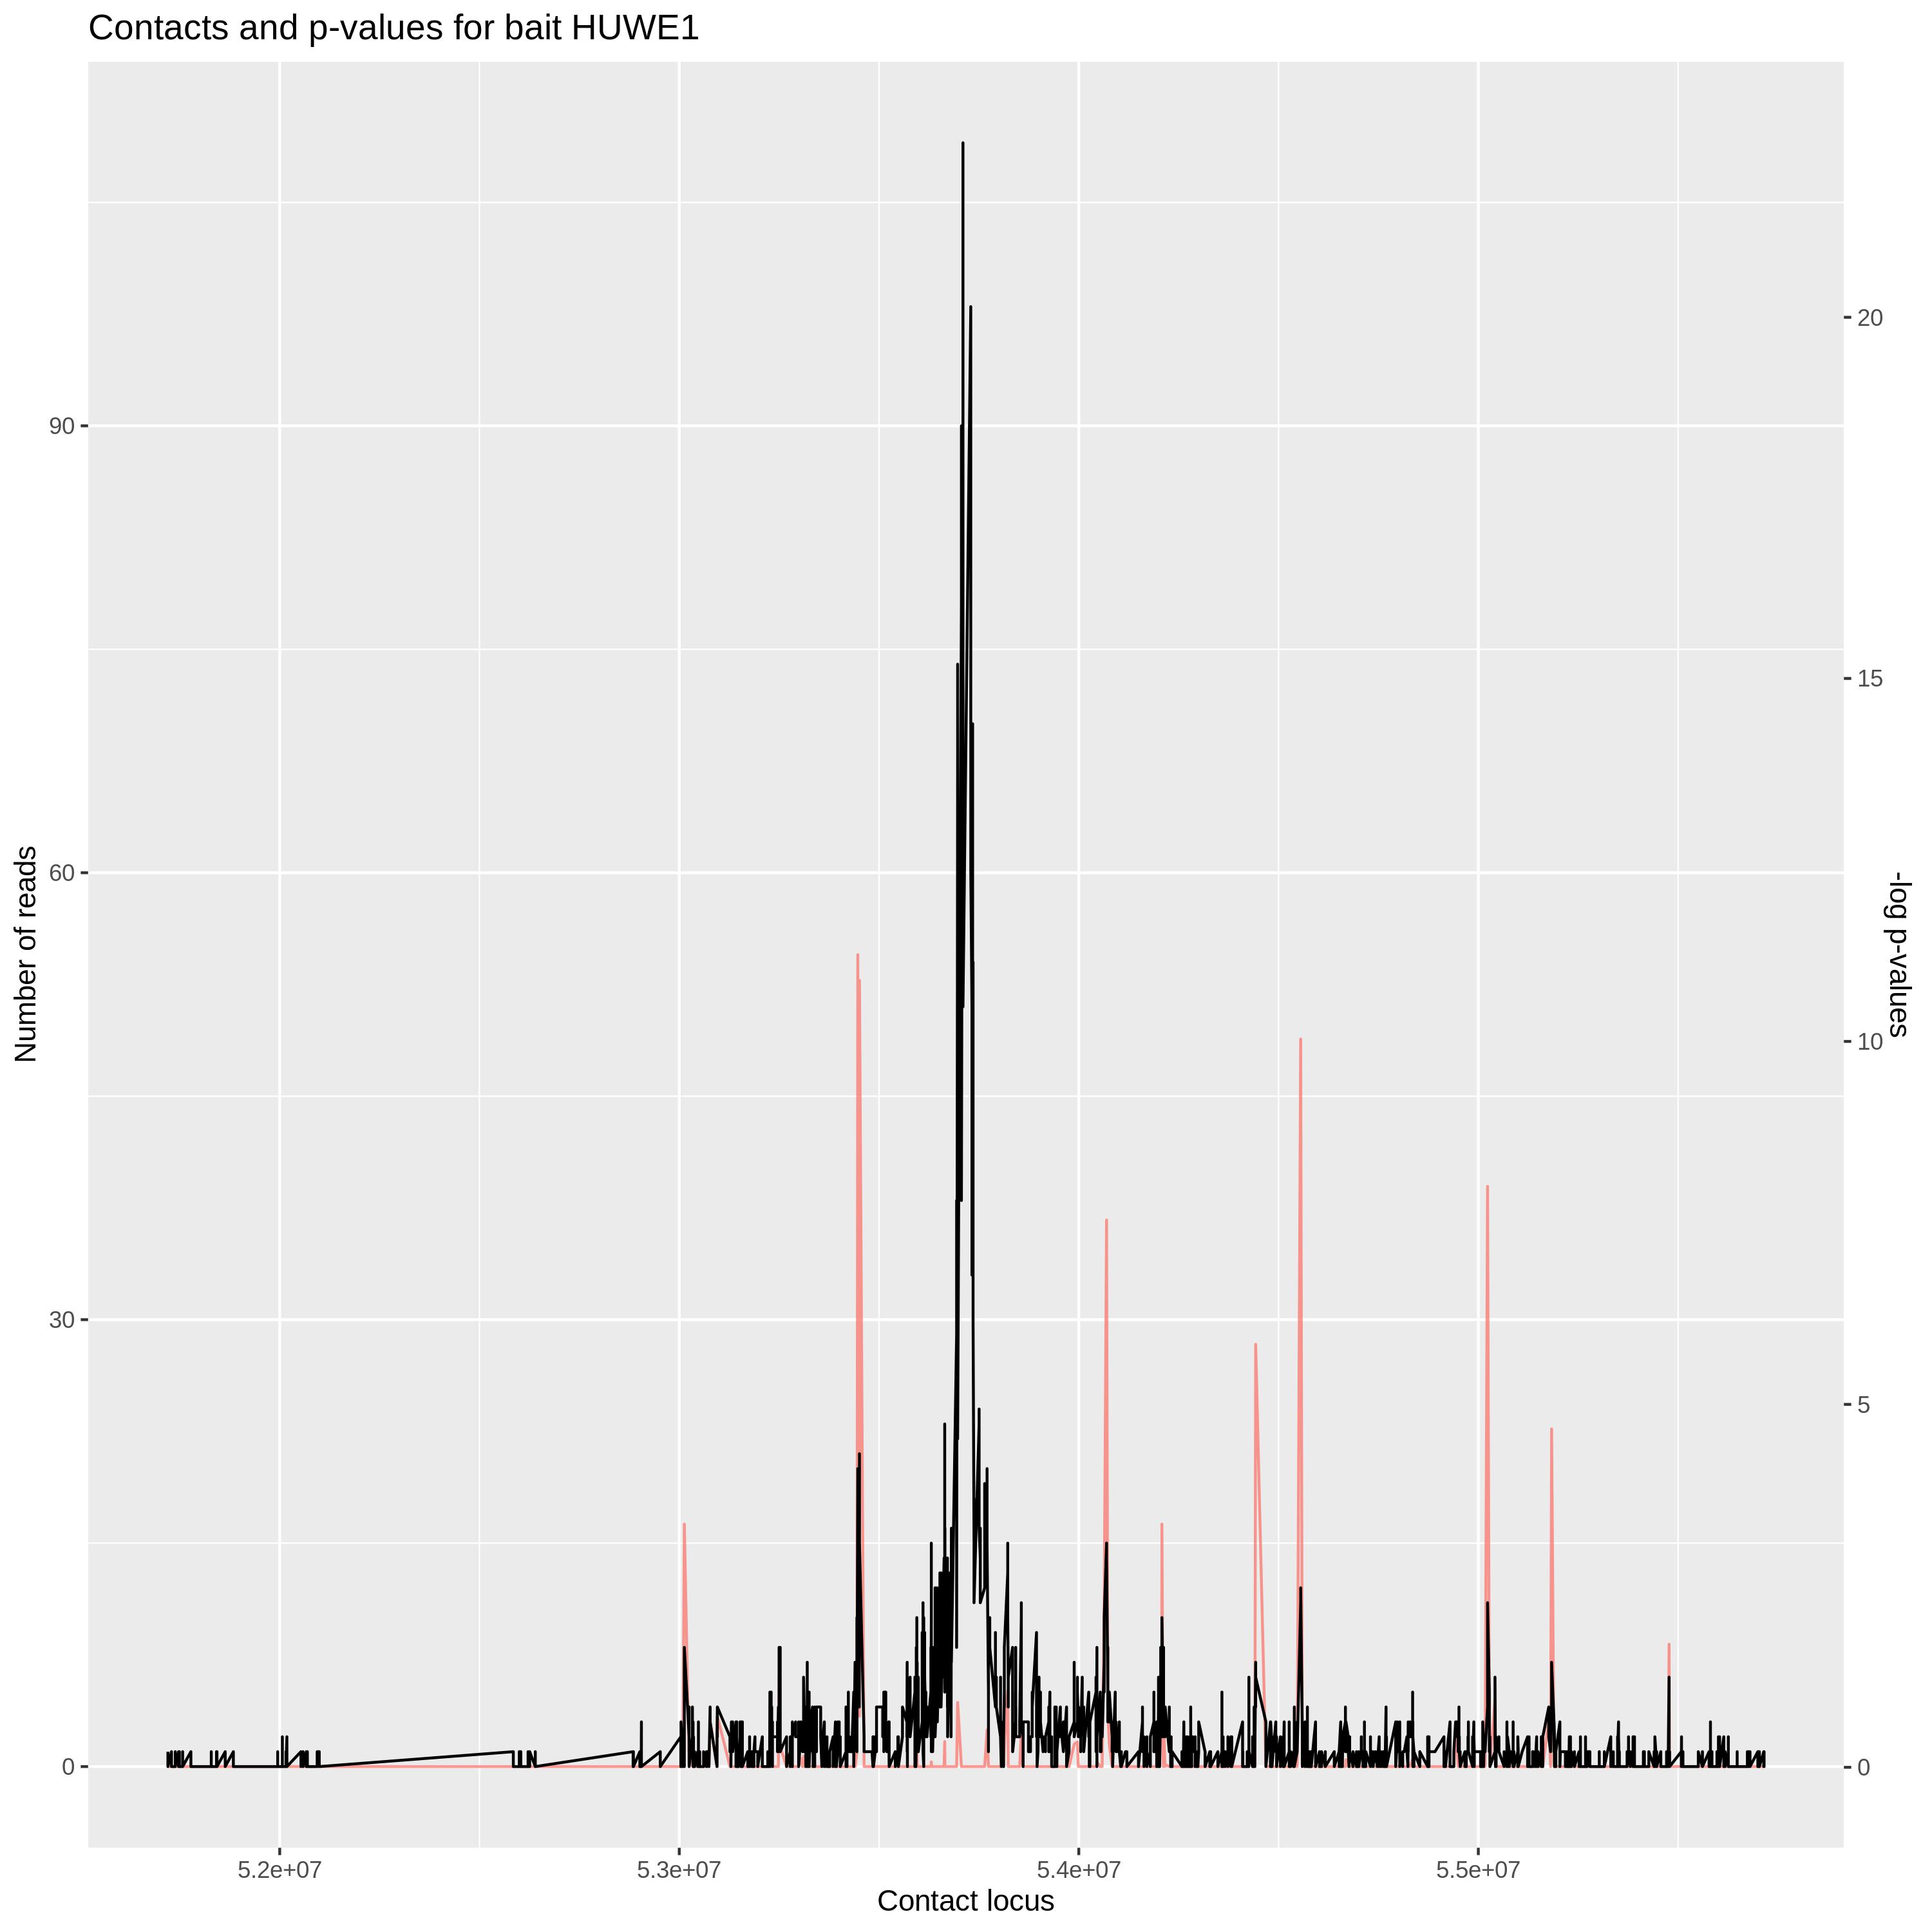 Contacts and p-values for bait HUWE1
Number of reads
90
60
30
0
20
15
10
5
0
-log p-values
5.2e+07 5.3e+07 5.4e+07 5.5e+07
Contact locus